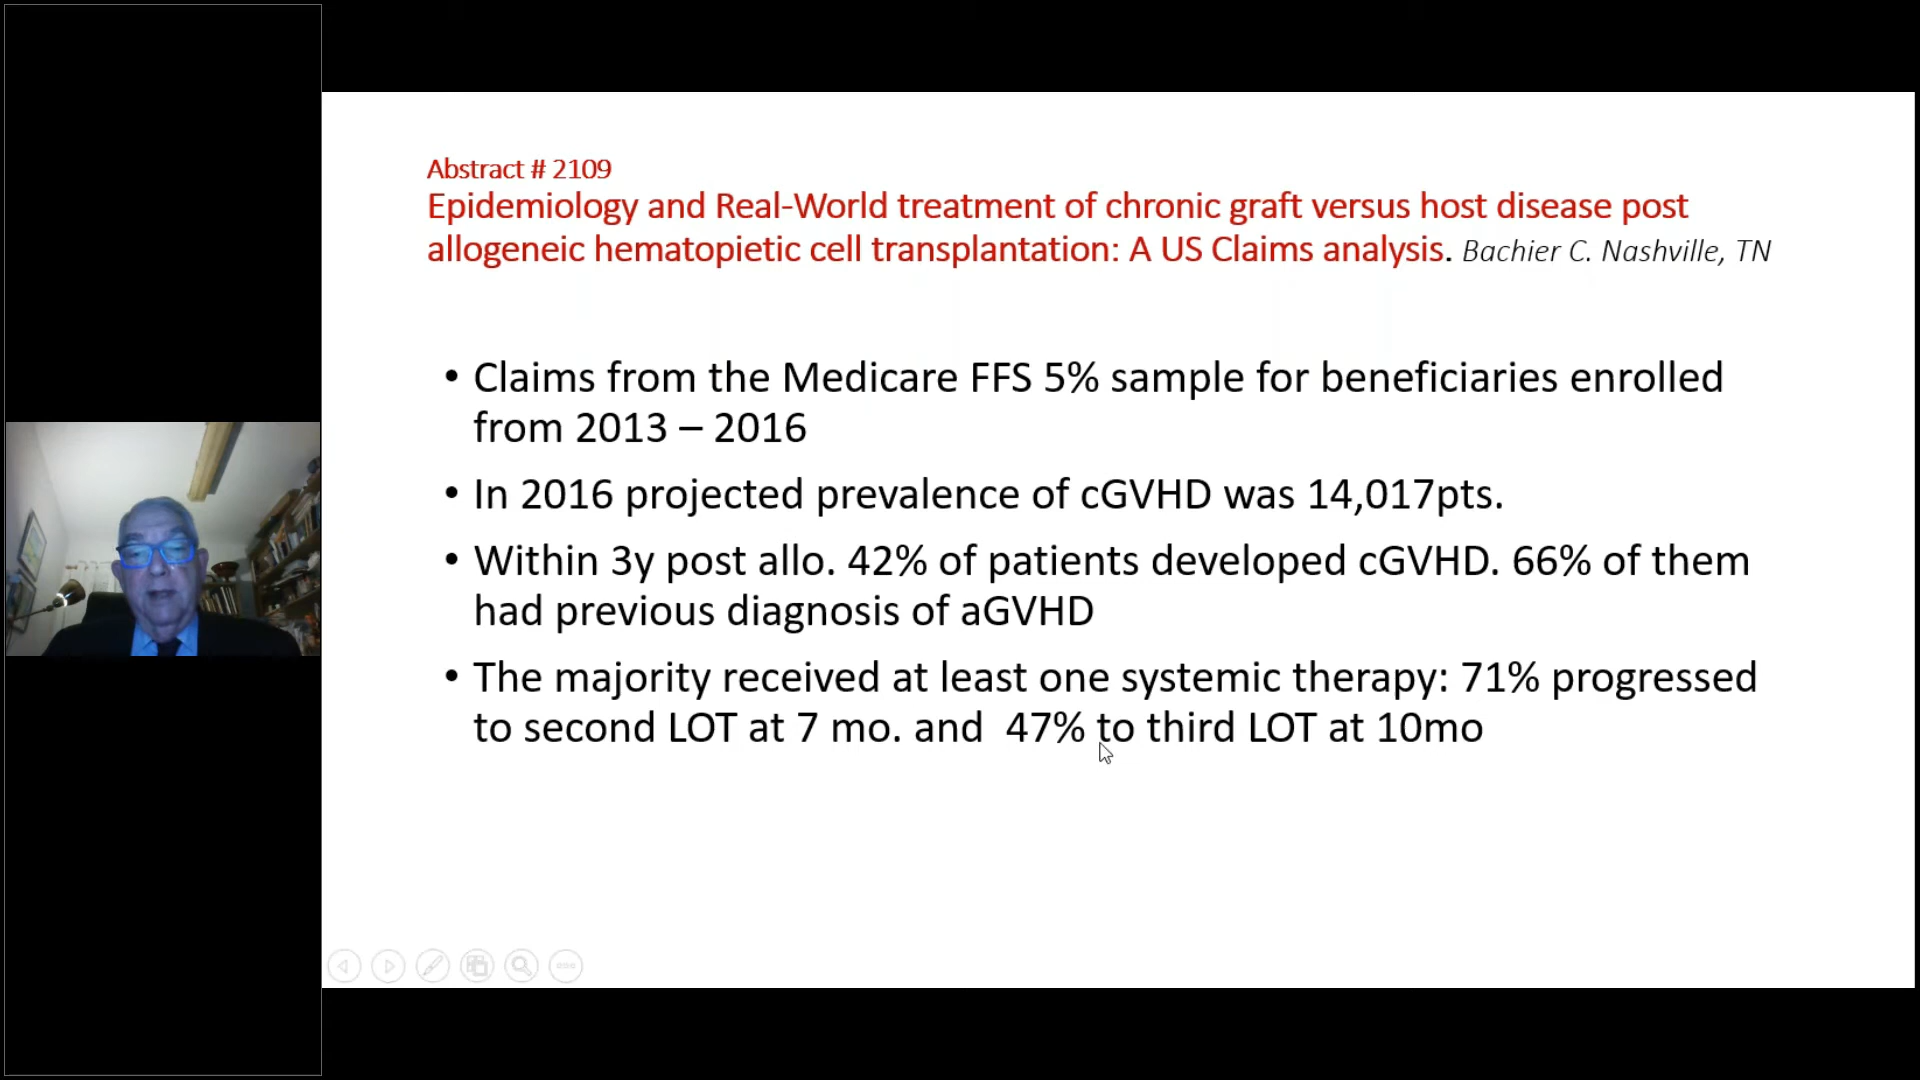 Abstract # 2109
Epidemiology and Real-World treatment of chronic graft versus host disease post
allogeneic hematopietic cell transplantation: A US Claims analysis. Bachier C. Nashville, TN
• Claims from the Medicare FFS 5% sample for beneficiaries enrolled
from 2013 – 2016
• In 2016 projected prevalence of cGVHD was 14,017pts.
• Within 3y post allo. 42% of patients developed cGVHD. 66% of them
had previous diagnosis of aGVHD
• The majority received at least one systemic therapy: 71% progressed
to second LOT at 7 mo. and 47% to third LOT at 10mo